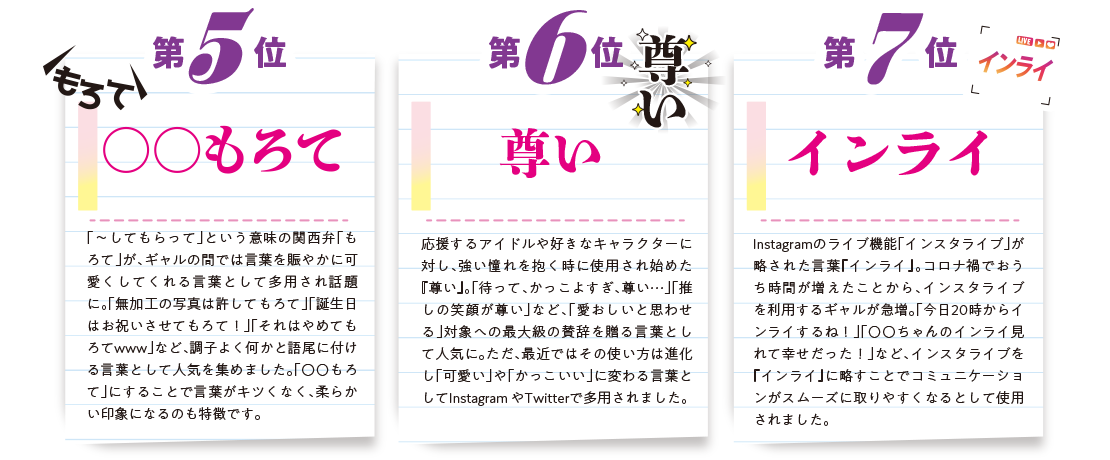 第5位
もろて
〇〇もろて
「～してもらって」という意味の関西弁「も
ろて」が、ギャルの間では言葉を賑やかに可
愛くしてくれる言葉として多用され話題
に。「無加工の写真は許してもろて」「誕生日
はお祝いさせてもろて！」「それはやめても
ろてwww」など、調子よく何かと語尾に付け
る言葉として人気を集めました。「〇〇もろ
て」にすることで言葉がキツくなく、柔らか
い印象になるのも特徴です。
第6位
尊い
尊い
応援するアイドルや好きなキャラクターに
対し、強い憧れを抱く時に使用され始めた
『尊い』。「待って、かっこよすぎ、尊い…」「推
しの笑顔が尊い」など、「愛おしいと思わせ
る」対象への最大級の賛辞を贈る言葉とし
て人気に。ただ、最近ではその使い方は進化
し「可愛い」や「かっこいい」に変わる言葉と
してInstagram やTwitterで多用されました。
第7位
LIVE
インライ
インライ
Instagramのライブ機能「インスタライブ」が
略された言葉『インライ』。コロナ禍でおう
ち時間が増えたことから、インスタライブ
を利用するギャルが急増。「今日20時からイ
ンライするね！」「〇〇ちゃんのインライ見
れて幸せだった！」など、インスタライブを
『インライ』に略すことでコミュニケーショ
ンがスムーズに取りやすくなるとして使用
されました。